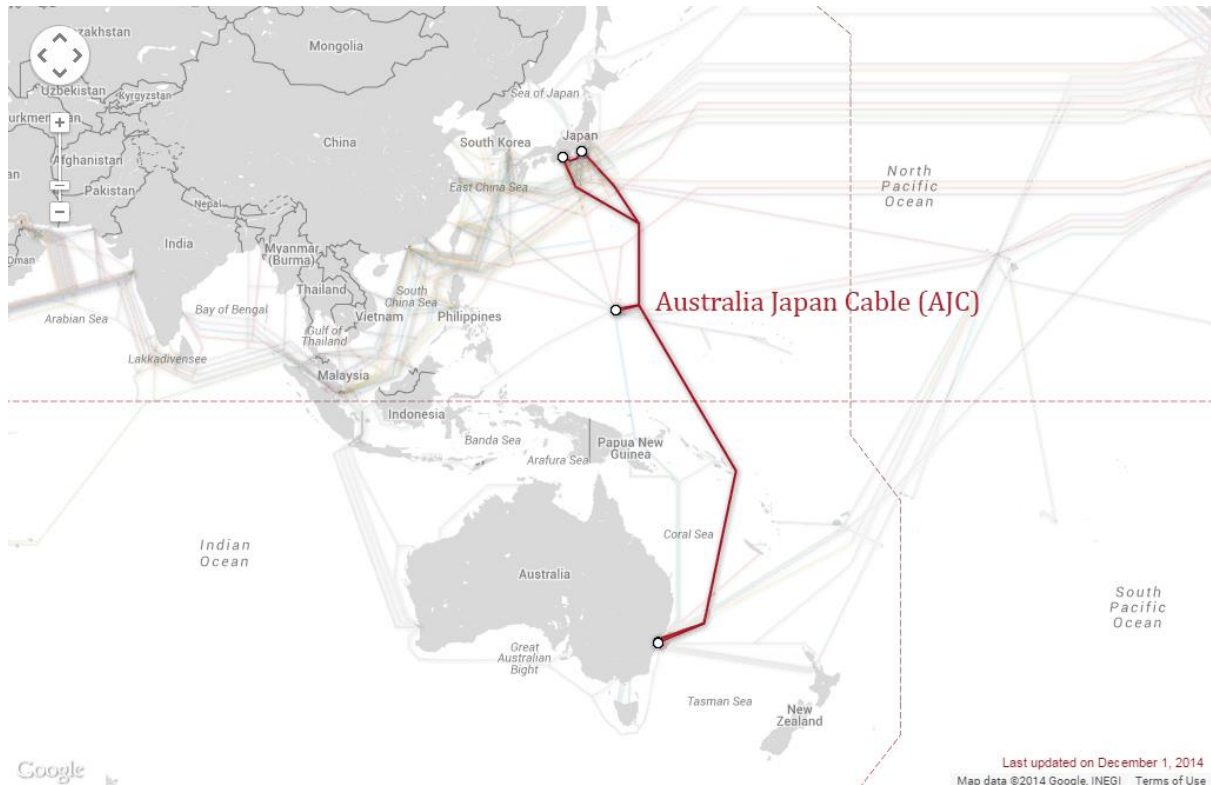 azakhstan
Mongolia
Uzbekistan
Kyrgyzstan
urkmenistan
Sea of Japan
Japan
South Korea
China
Afghanistan
Pakistan
East China Sea
North
Pacific
Ocean
an
Nepal
India
Oman
Myanmar
(Burma)
Thailand
South
China Sea
Vietnam
Philippines
Bay of Bengal
Arabian Sea
Gulf of
Thailand
Australia Japan Cable (AJC)
Lakkadivensee
Malaysia
Indonesia
Banda Sea
Papua New
Guinea
Arafura Sea
Coral Sea
Indian
Ocean
Australia
South
Pacific
Ocean
Great
Australian
Bight
Tasman Sea
New
Zealand
Google
Last updated on December 1, 2014
Map data ©2014 Google, INEGI Terms of Use